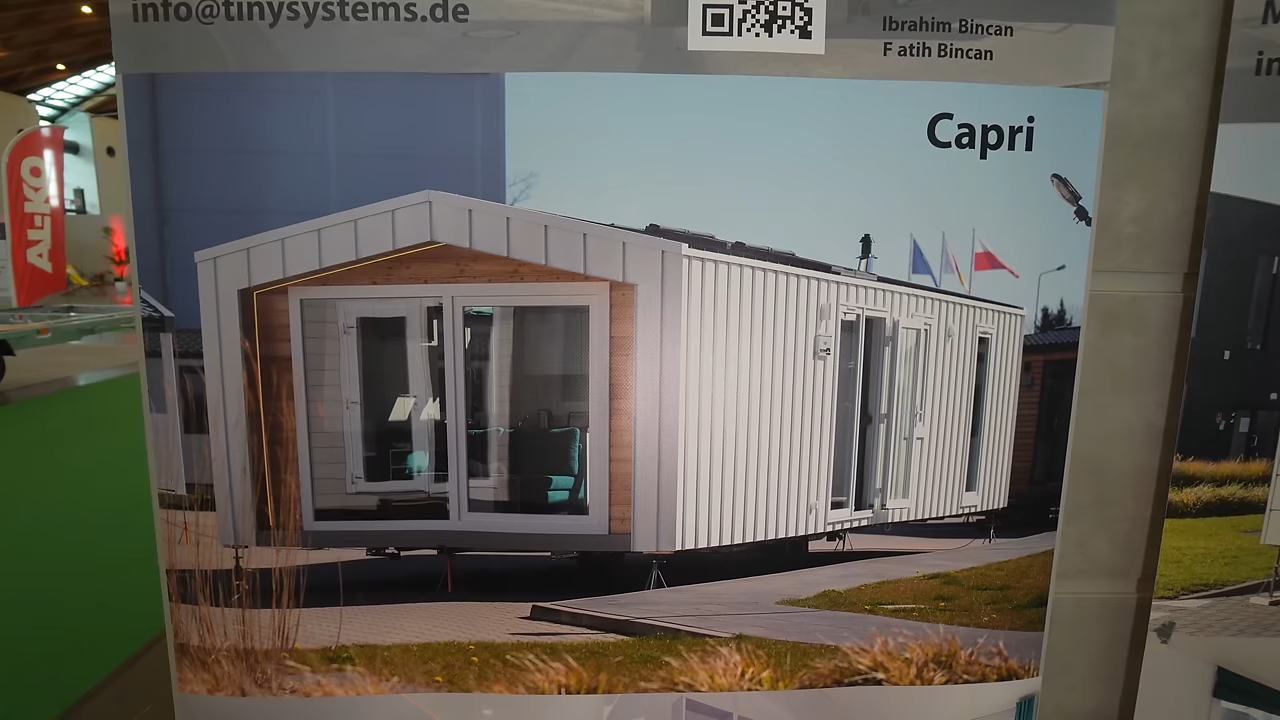 info@tinysystems.de
Ibrahim Bincan
F atih Bincan
Capri
AL-KO